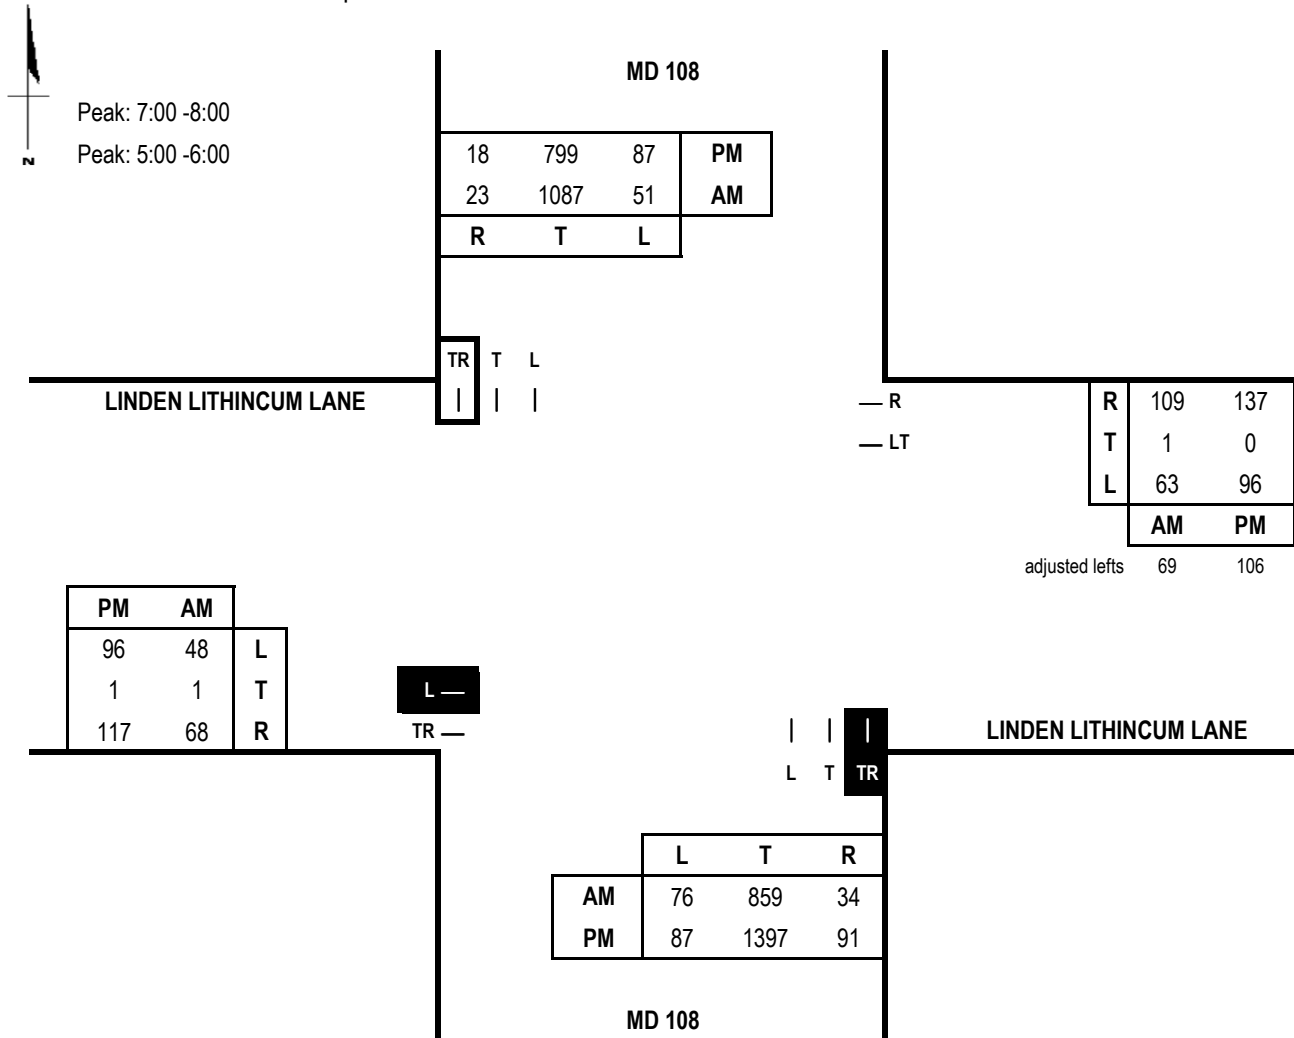 MD 108
Peak: 7:00 -8:00
Peak: 5:00 -6:00
N
18 799 87 PM
23 1087 51 AM
R T L
TR T L
LINDEN LITHINCUM LANE
R
LT
R 109 137
T 1 0
L 63 96
AM PM
adjusted lefts 69 106
PM AM
96 48 L
1 1 T
117 68 R
L
TR
LINDEN LITHINCUM LANE
L T TR
L T R
AM 76 859 34
PM 87 1397 91
MD 108